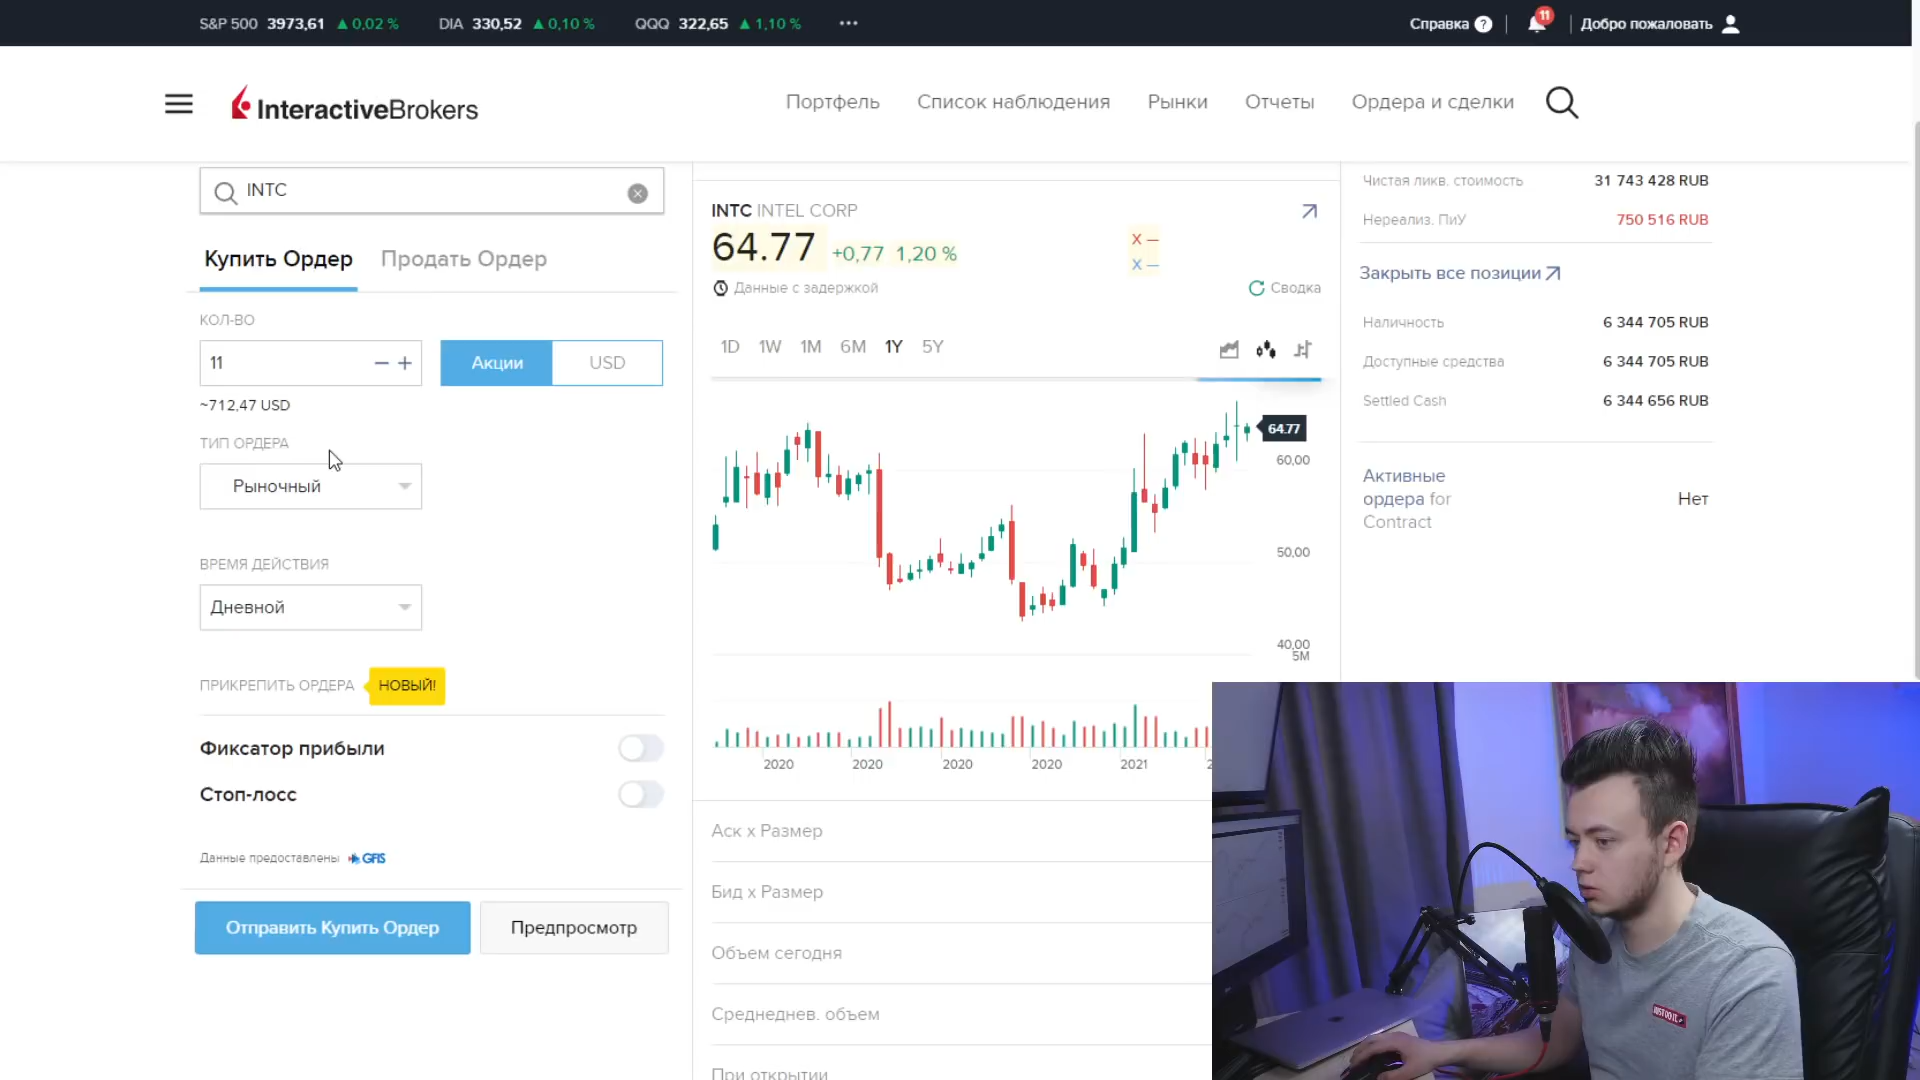 S&P 500 3973,61 ▲0,02 % DIA 330,52 ▲0,10 % QQQ 322,65 ▲1,10 % •••
Справка ? 11 Добро пожаловать
InteractiveBrokers
Портфель Список наблюдения Рынки Отчеты Ордера и сделки
INTC
Купить Ордер Продать Ордер
КОЛ-ВО
11 − + Акции USD
~712,47 USD
ТИП ОРДЕРА
Рыночный
ВРЕМЯ ДЕЙСТВИЯ
Дневной
ПРИКРЕПИТЬ ОРДЕРА НОВЫЙ!
Фиксатор прибыли
Стоп-лосс
Данные предоставлены GFIS
Отправить Купить Ордер Предпросмотр
INTC INTEL CORP
64.77 +0,77 1,20 %
X —
X —
Данные с задержкой Сводка
1D 1W 1M 6M 1Y 5Y
64.77
60,00
50,00
40,00
5M
2020 2020 2020 2020 2021
Аск x Размер
Бид x Размер
Объем сегодня
Среднеднев. объем
При открытии
Чистая ликв. стоимость 31 743 428 RUB
Нереализ. ПиУ 750 516 RUB
Закрыть все позиции
Наличность 6 344 705 RUB
Доступные средства 6 344 705 RUB
Settled Cash 6 344 656 RUB
Активные
ордера for
Contract
Нет